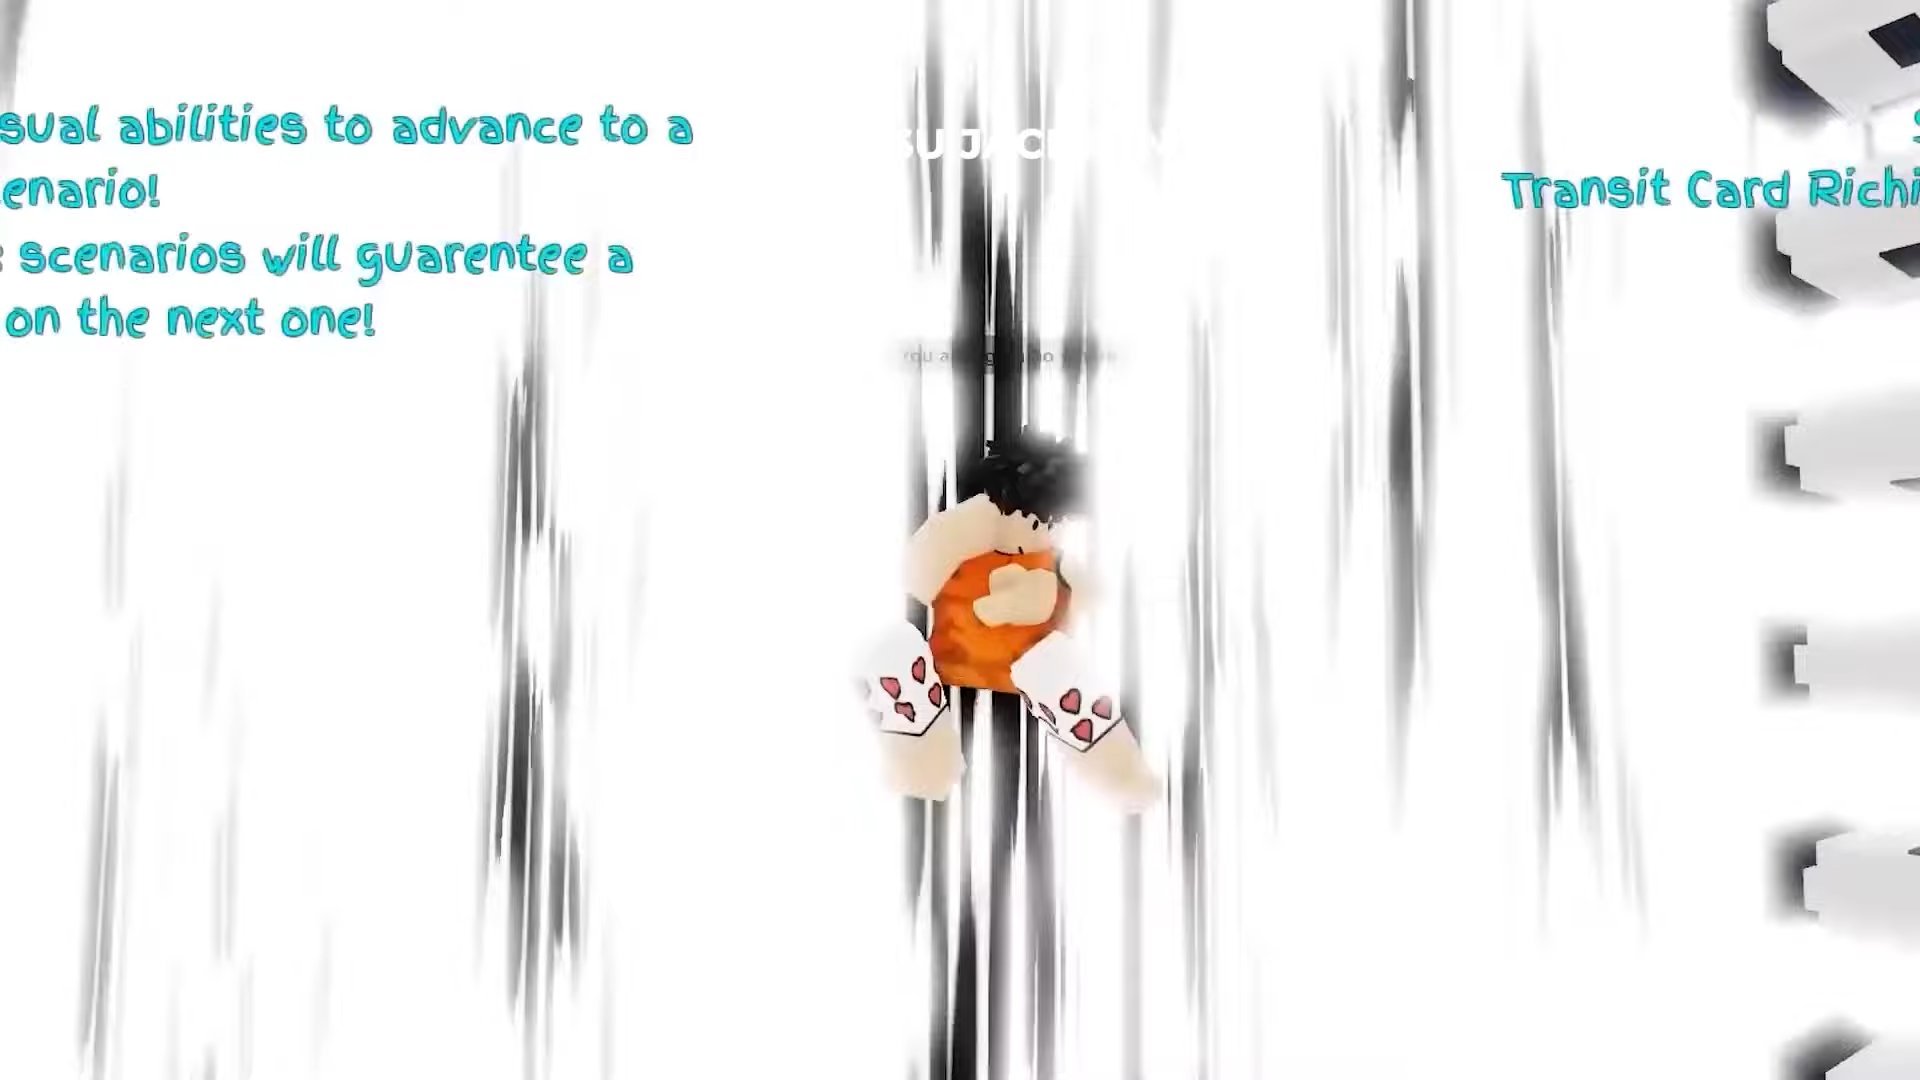 sual abilities to advance to a
enario!
scenarios will guarentee a
on the next one!
Transit Card Richi